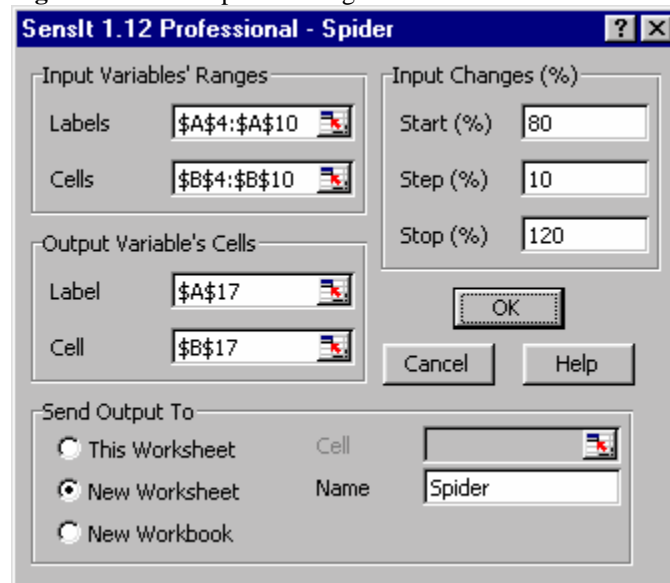 SensIt 1.12 Professional - Spider
Input Variables' Ranges
Labels $A$4:$A$10
Cells $B$4:$B$10
Input Changes (%)
Start (%) 80
Step (%) 10
Stop (%) 120
Output Variable's Cells
Label $A$17
Cell $B$17
OK
Cancel Help
Send Output To
This Worksheet Cell
New Worksheet Name Spider
New Workbook